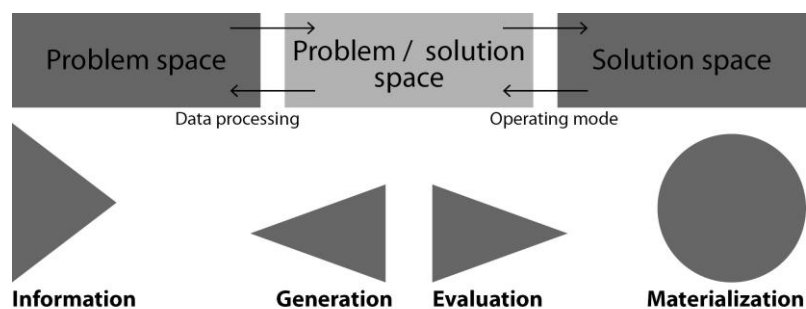 Problem space
Problem / solution
space
Solution space
Data processing
Operating mode
Information
Generation
Evaluation
Materialization